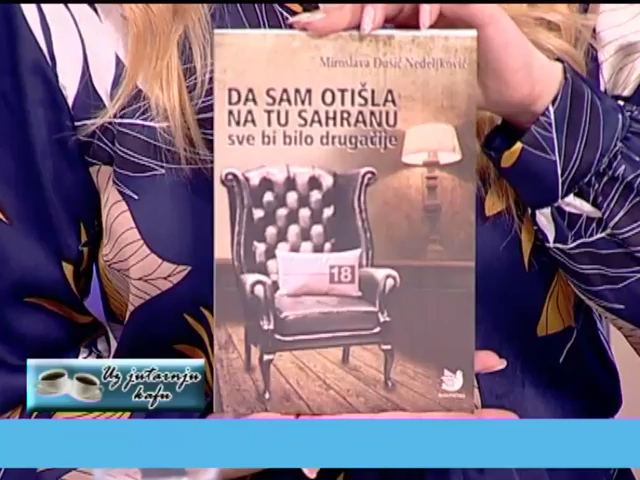 Miroslava Dušić Nedeljković
DA SAM OTIŠLA
NA TU SAHRANU
sve bi bilo drugačije
18
Uz jutarnju
kafu